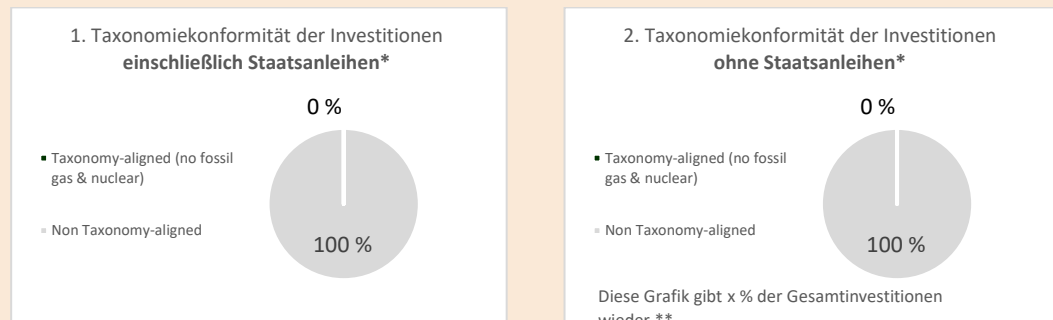 1. Taxonomiekonformität der Investitionen
einschließlich Staatsanleihen*
0 %
Taxonomy-aligned (no fossil
gas & nuclear)
Non Taxonomy-aligned
100 %
2. Taxonomiekonformität der Investitionen
ohne Staatsanleihen*
0 %
Taxonomy-aligned (no fossil
gas & nuclear)
Non Taxonomy-aligned
100 %
Diese Grafik gibt x % der Gesamtinvestitionen
wieder.**